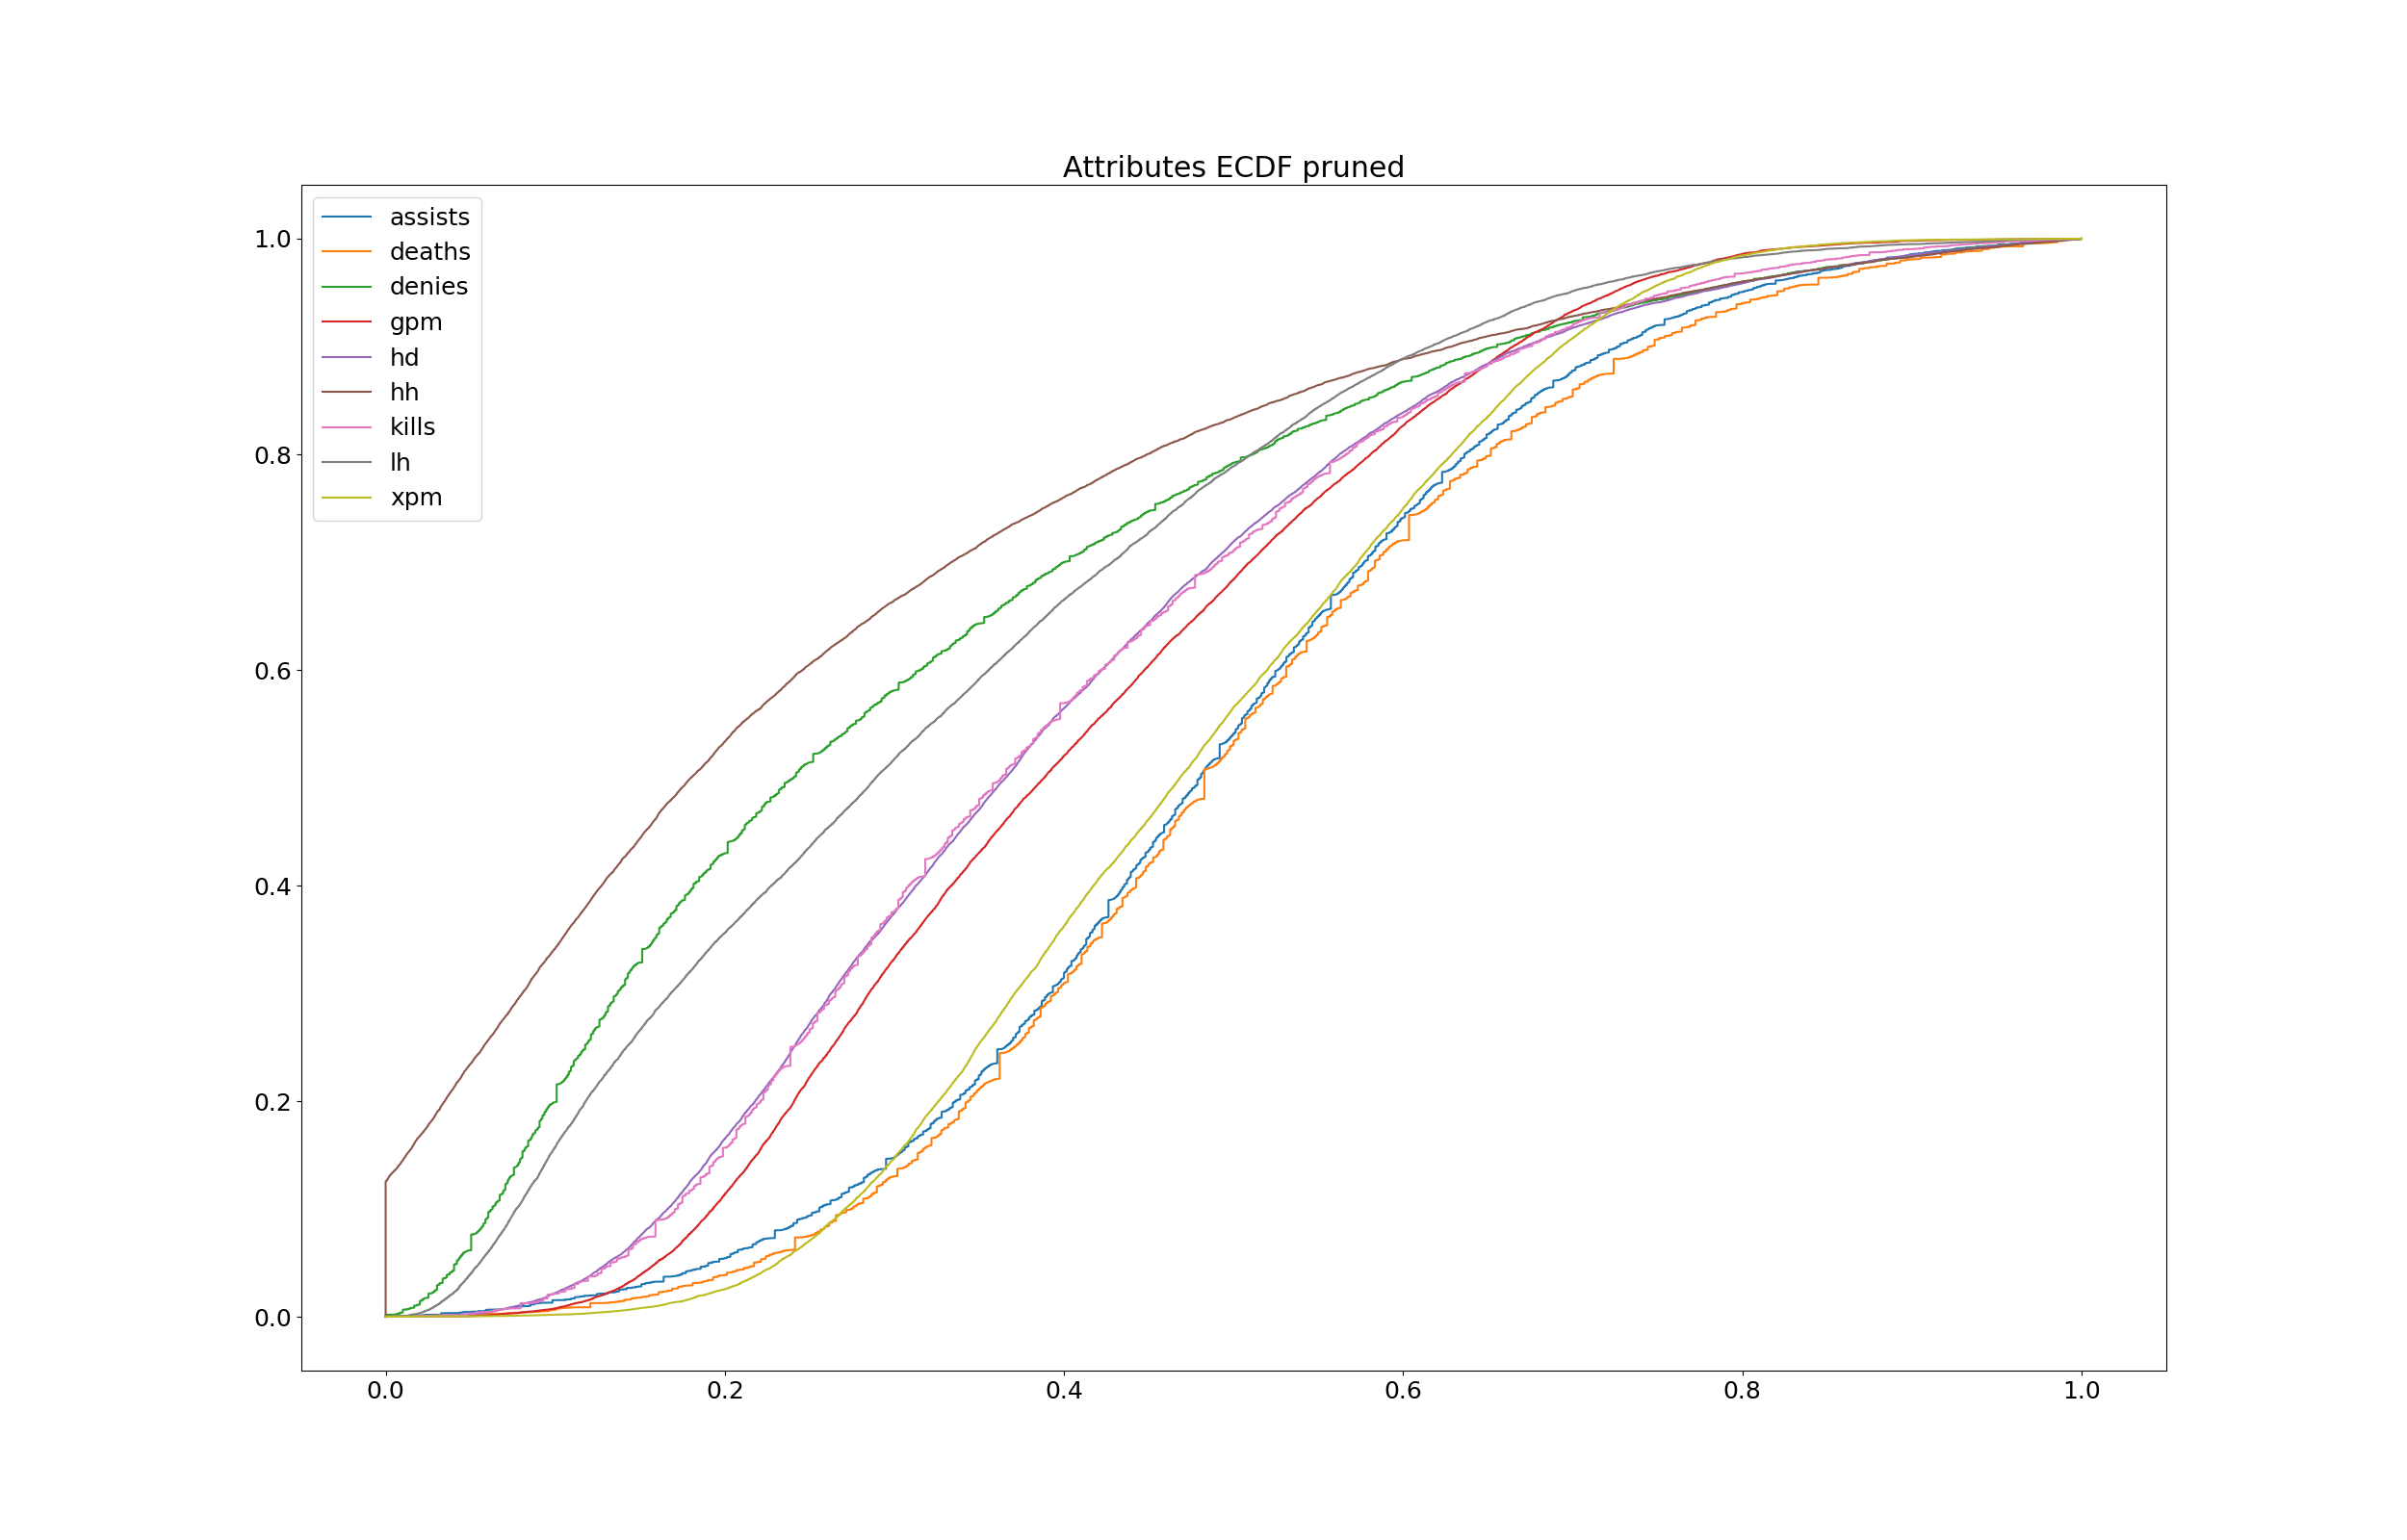 Attributes ECDF pruned
assists
deaths
denies
gpm
hd
hh
kills
lh
xpm
1.0
0.8
0.6
0.4
0.2
0.0
0.0 0.2 0.4 0.6 0.8 1.0